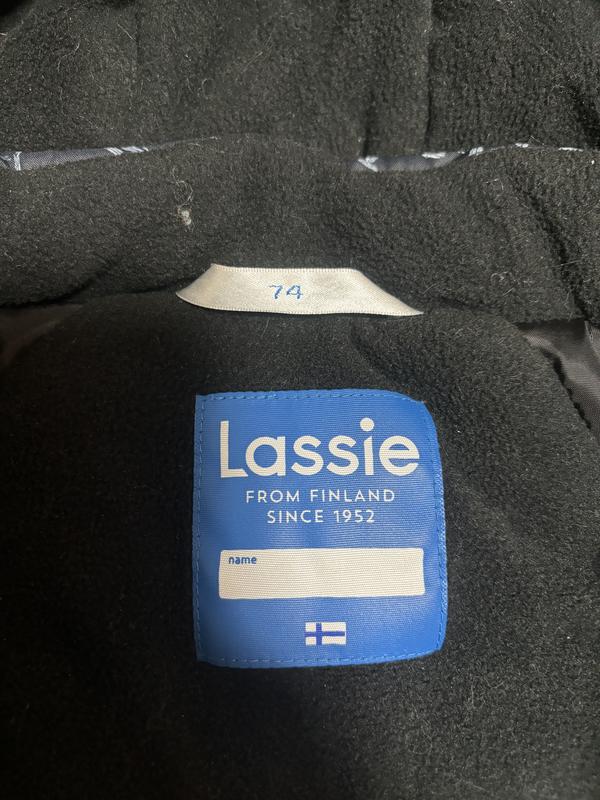 74
Lassie
FROM FINLAND
SINCE 1952
name